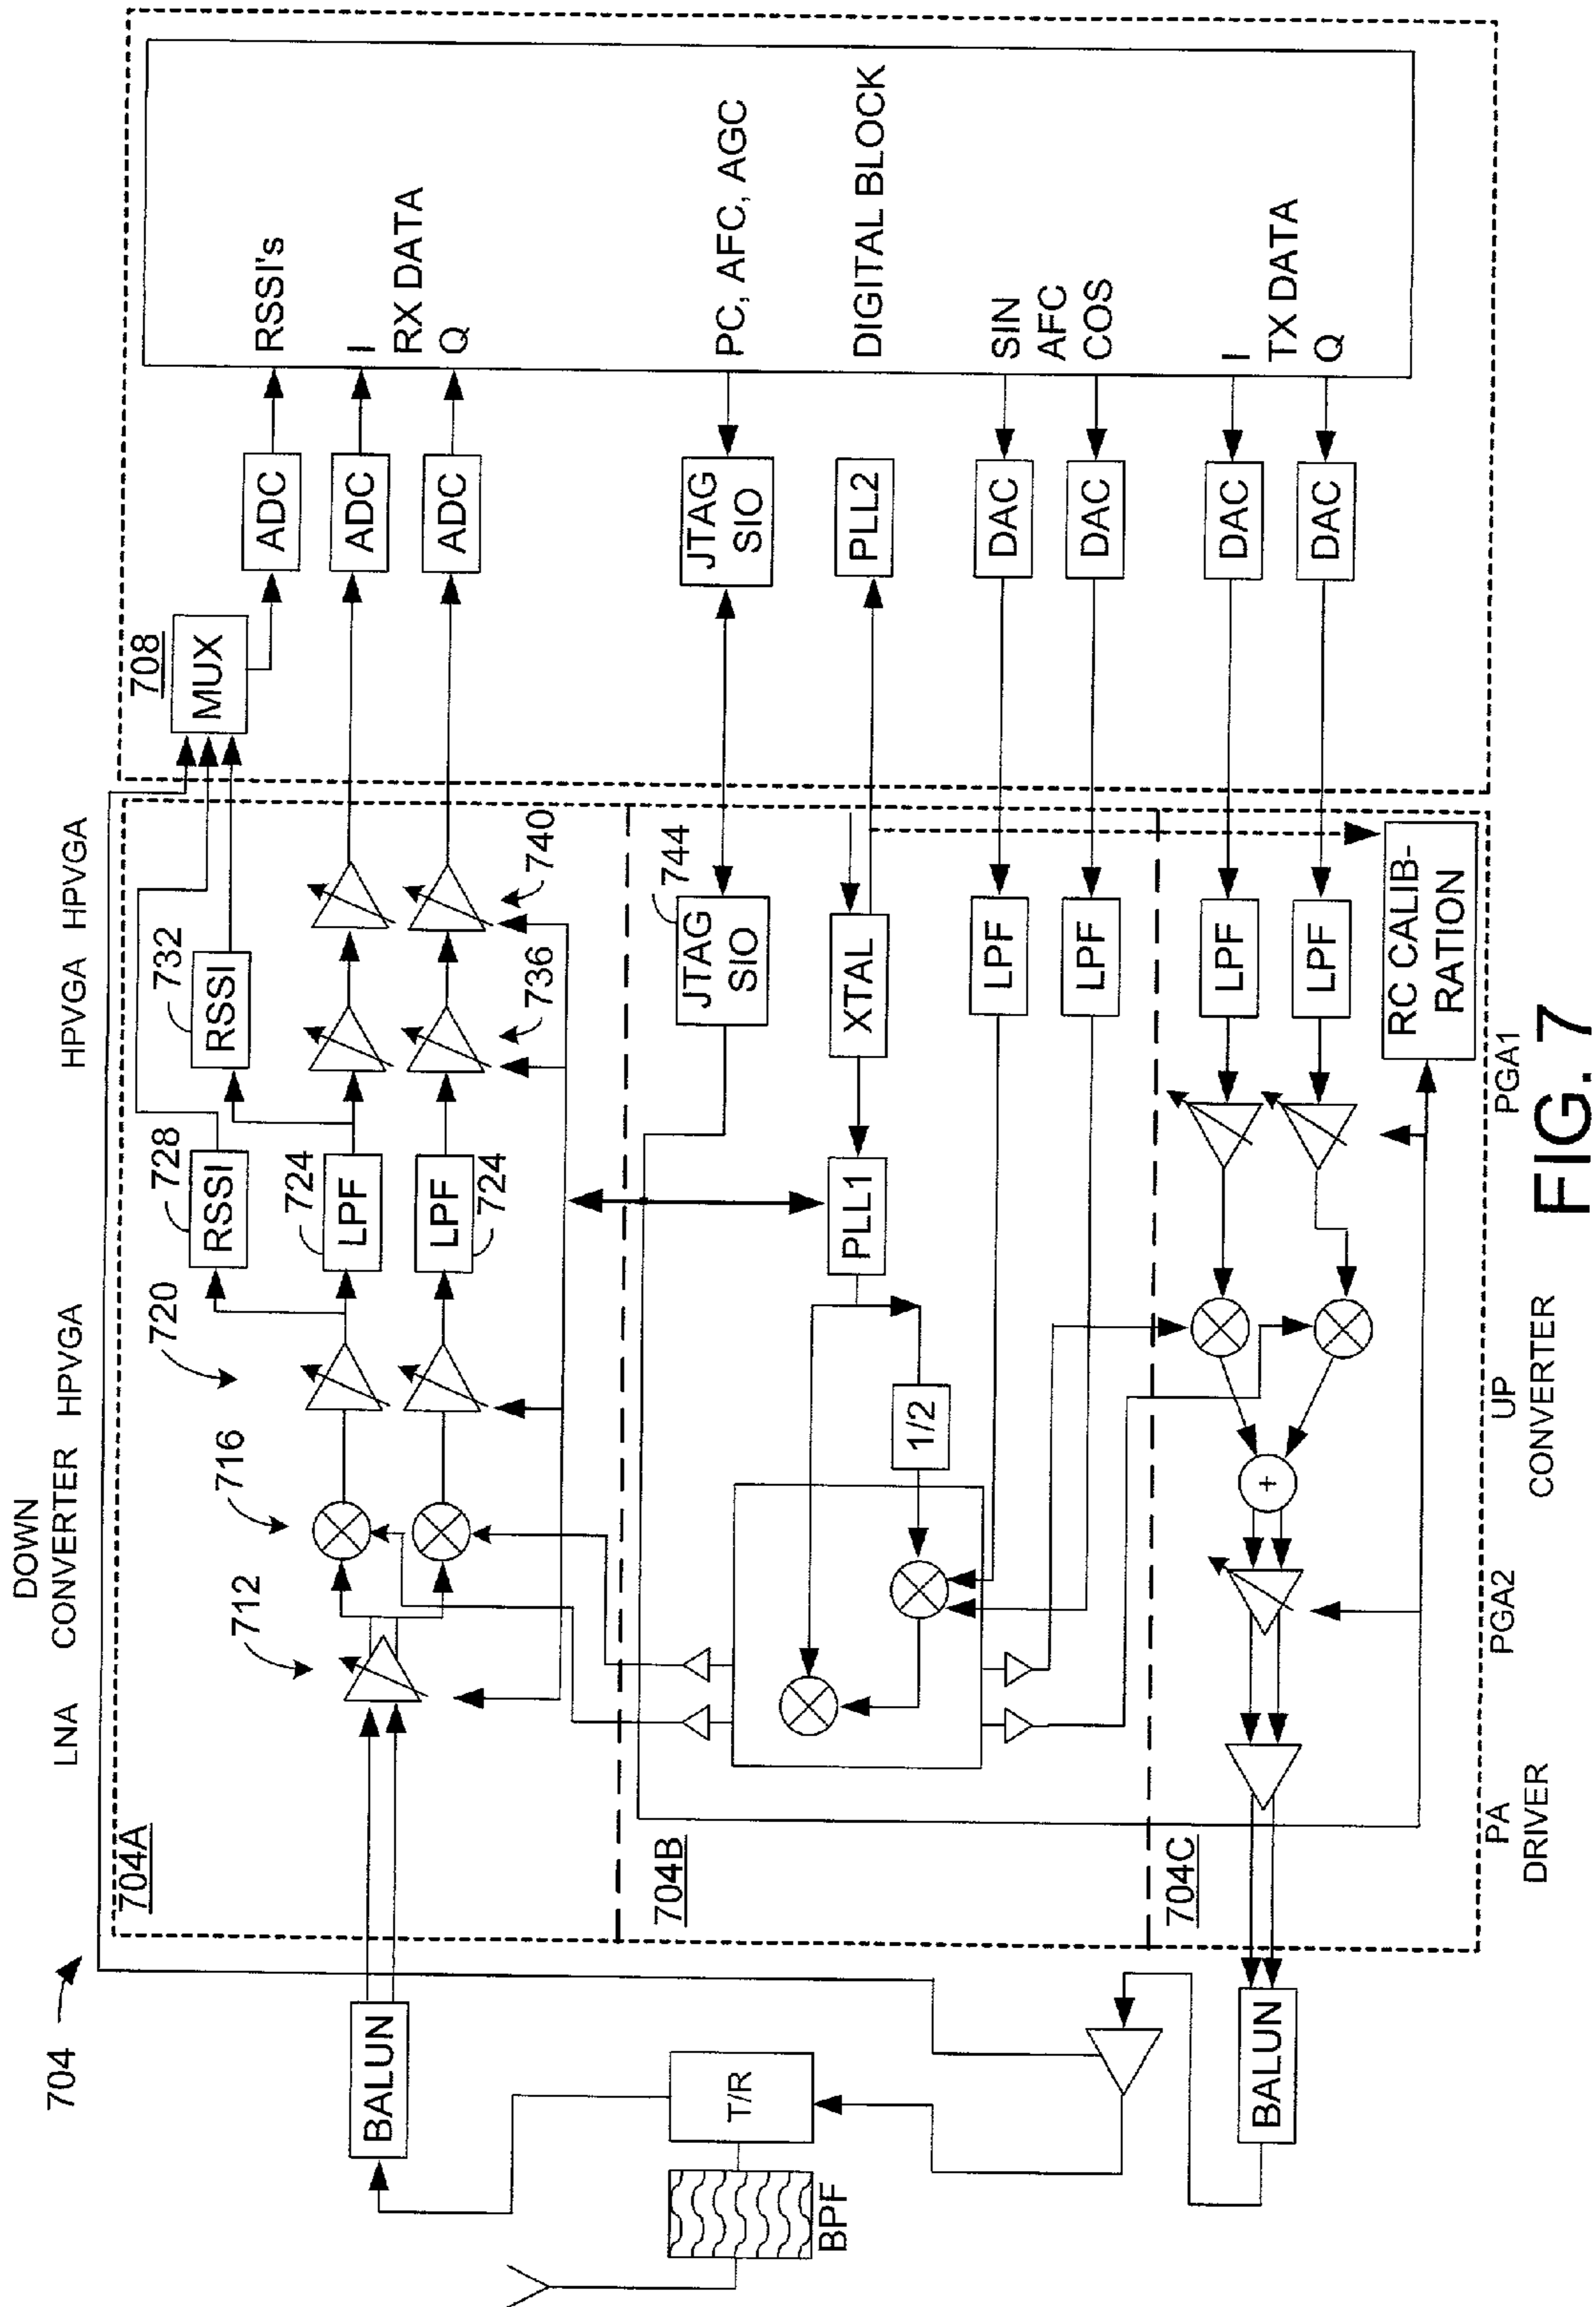 704
DOWN
LNA
CONVERTER
HPVGA
HPVGA
HPVGA
704A
712
716
720
728
RSSI
732
RSSI
724
LPF
LPF
724
736
740
708
MUX
ADC
ADC
ADC
RSSI's
I
RX DATA
Q
BALUN
T/R
BPF
BALUN
704B
744
JTAG
SIO
XTAL
PLL1
1/2
LPF
LPF
JTAG
SIO
PLL2
DAC
DAC
PC, AFC, AGC
DIGITAL BLOCK
SIN
AFC
COS
704C
LPF
LPF
DAC
DAC
I
TX DATA
Q
+
RC CALIB-
RATION
PA
DRIVER
PGA2
UP
CONVERTER
PGA1
FIG. 7